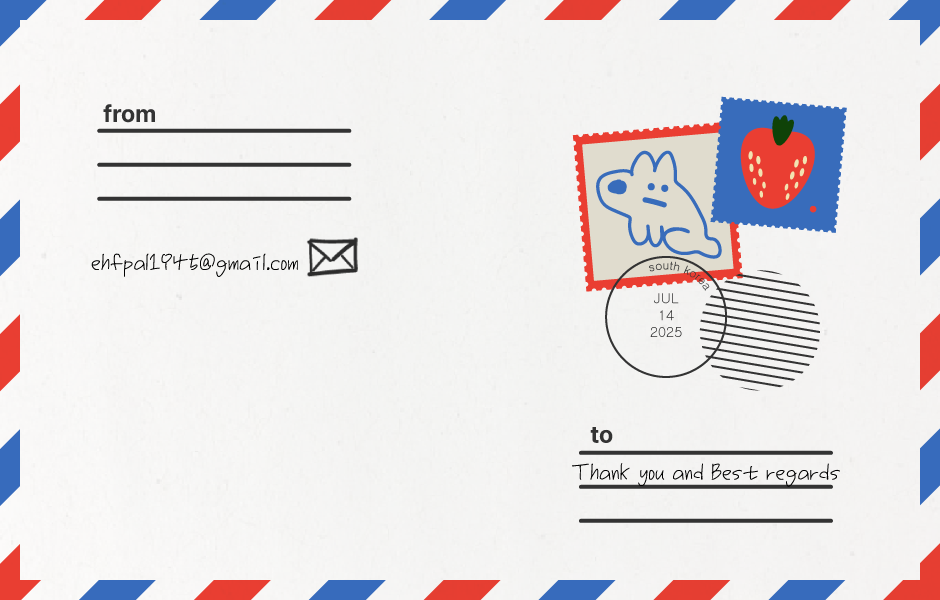 from
ehfpal1945@gmail.com
south korea
JUL
14
2025
to
Thank you and Best regards